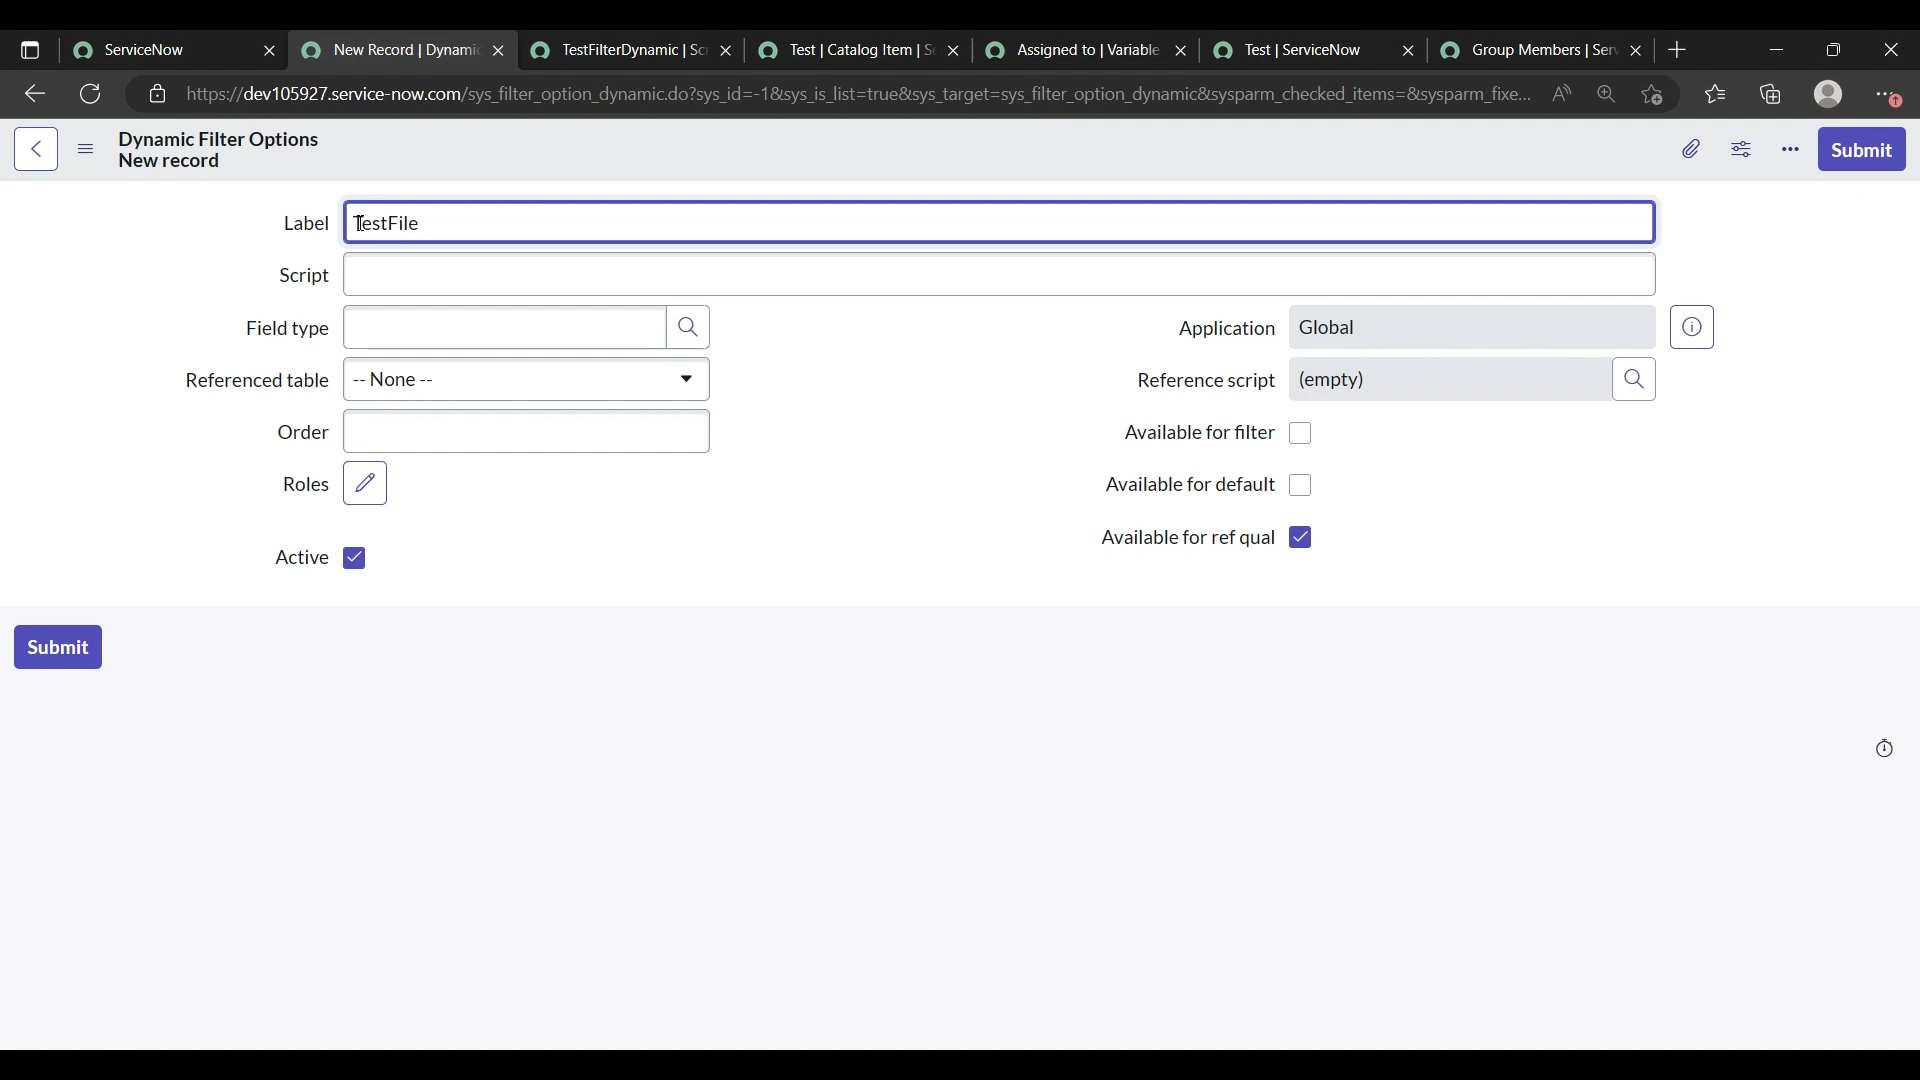 ServiceNow
New Record | Dynamic
TestFilterDynamic | Sc
Test | Catalog Item | S
Assigned to | Variable
Test | ServiceNow
Group Members | Serv
https://dev105927.service-now.com/sys_filter_option_dynamic.do?sys_id=-1&sys_is_list=true&sys_target=sys_filter_option_dynamic&sysparm_checked_items=&sysparm_fixe...
Dynamic Filter Options
New record
Submit
Label TestFile
Script
Field type
Application Global
Referenced table -- None --
Reference script (empty)
Order
Available for filter
Roles
Available for default
Available for ref qual
Active
Submit